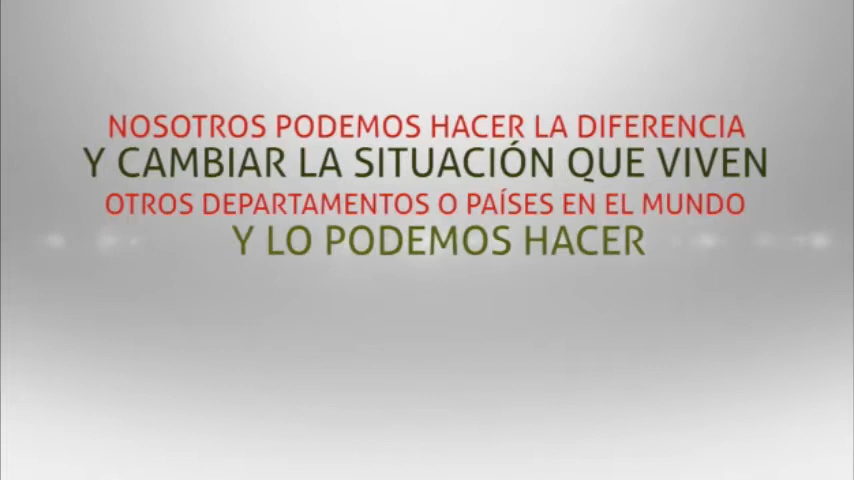 NOSOTROS PODEMOS HACER LA DIFERENCIA
Y CAMBIAR LA SITUACIÓN QUE VIVEN
OTROS DEPARTAMENTOS O PAÍSES EN EL MUNDO
Y LO PODEMOS HACER